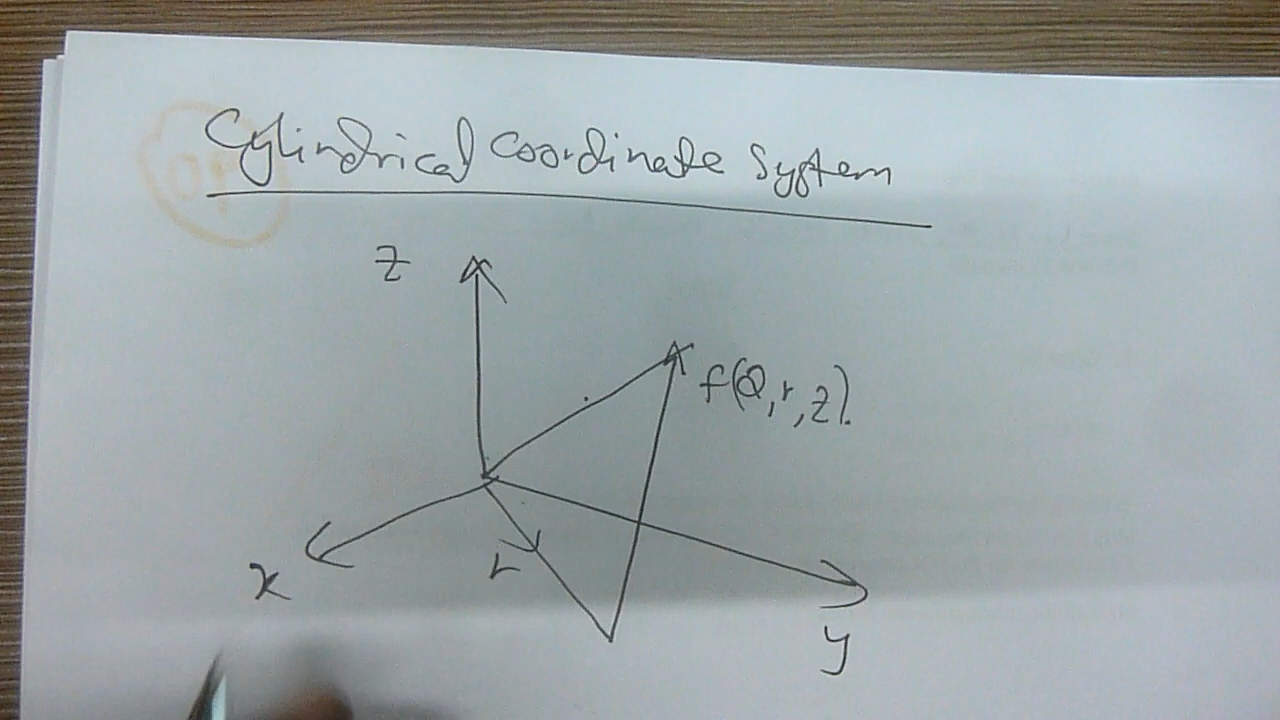 Cylindrical Coordinate System
z
f(Q,r,z).
r
x
y